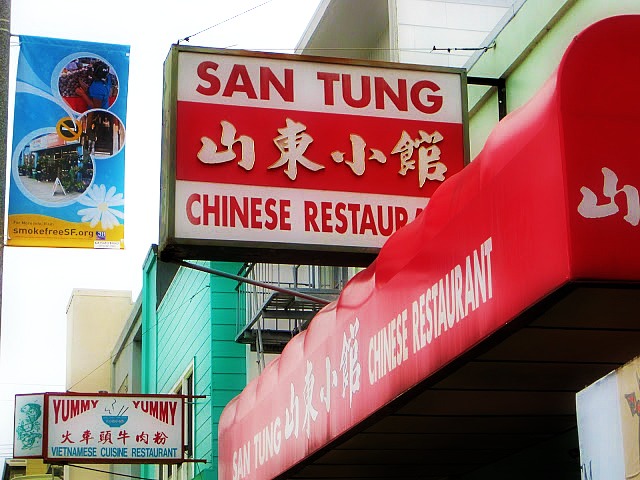 SAN TUNG
山東小館
CHINESE RESTAURA
smokefreeSF.org
SAN TUNG 山東小館 CHINESE RESTAURANT
山
YUMMY YUMMY
火車頭牛肉粉
VIETNAMESE CUISINE RESTAURANT